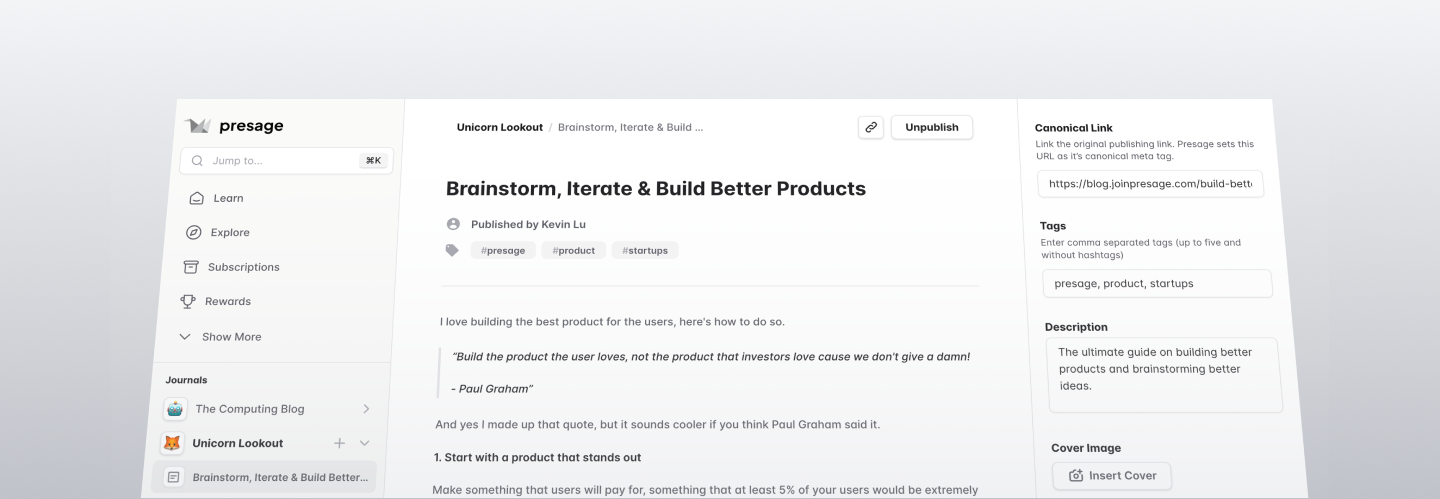 presage
Jump to...
⌘K
Learn
Explore
Subscriptions
Rewards
Show More
Journals
The Computing Blog
Unicorn Lookout
Brainstorm, Iterate & Build Better...
Unicorn Lookout / Brainstorm, Iterate & Build ...
Unpublish
Brainstorm, Iterate & Build Better Products
Published by Kevin Lu
#presage #product #startups
I love building the best product for the users, here's how to do so.
"Build the product the user loves, not the product that investors love cause we don't give a damn!
- Paul Graham"
And yes I made up that quote, but it sounds cooler if you think Paul Graham said it.
1. Start with a product that stands out
Make something that users will pay for, something that at least 5% of your users would be extremely
Canonical Link
Link the original publishing link. Presage sets this
URL as it's canonical meta tag.
https://blog.joinpresage.com/build-bett
Tags
Enter comma separated tags (up to five and
without hashtags)
presage, product, startups
Description
The ultimate guide on building better
products and brainstorming better
ideas.
Cover Image
Insert Cover